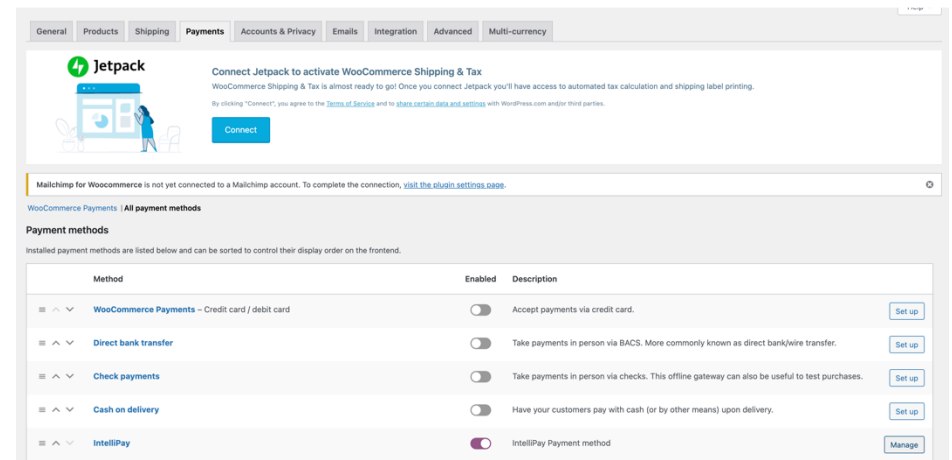 General Products Shipping Payments Accounts & Privacy Emails Integration Advanced Multi-currency
Jetpack
Connect Jetpack to activate WooCommerce Shipping & Tax
WooCommerce Shipping & Tax is almost ready to go! Once you connect Jetpack you'll have access to automated tax calculation and shipping label printing.
By clicking "Connect", you agree to the Terms of Service and to share certain data and settings with WordPress.com and/or third parties.
Connect
Mailchimp for Woocommerce is not yet connected to a Mailchimp account. To complete the connection, visit the plugin settings page.
WooCommerce Payments | All payment methods
Payment methods
Installed payment methods are listed below and can be sorted to control their display order on the frontend.
Method Enabled Description
WooCommerce Payments – Credit card / debit card Accept payments via credit card. Set up
Direct bank transfer Take payments in person via BACS. More commonly known as direct bank/wire transfer. Set up
Check payments Take payments in person via checks. This offline gateway can also be useful to test purchases. Set up
Cash on delivery Have your customers pay with cash (or by other means) upon delivery. Set up
IntelliPay IntelliPay Payment method Manage